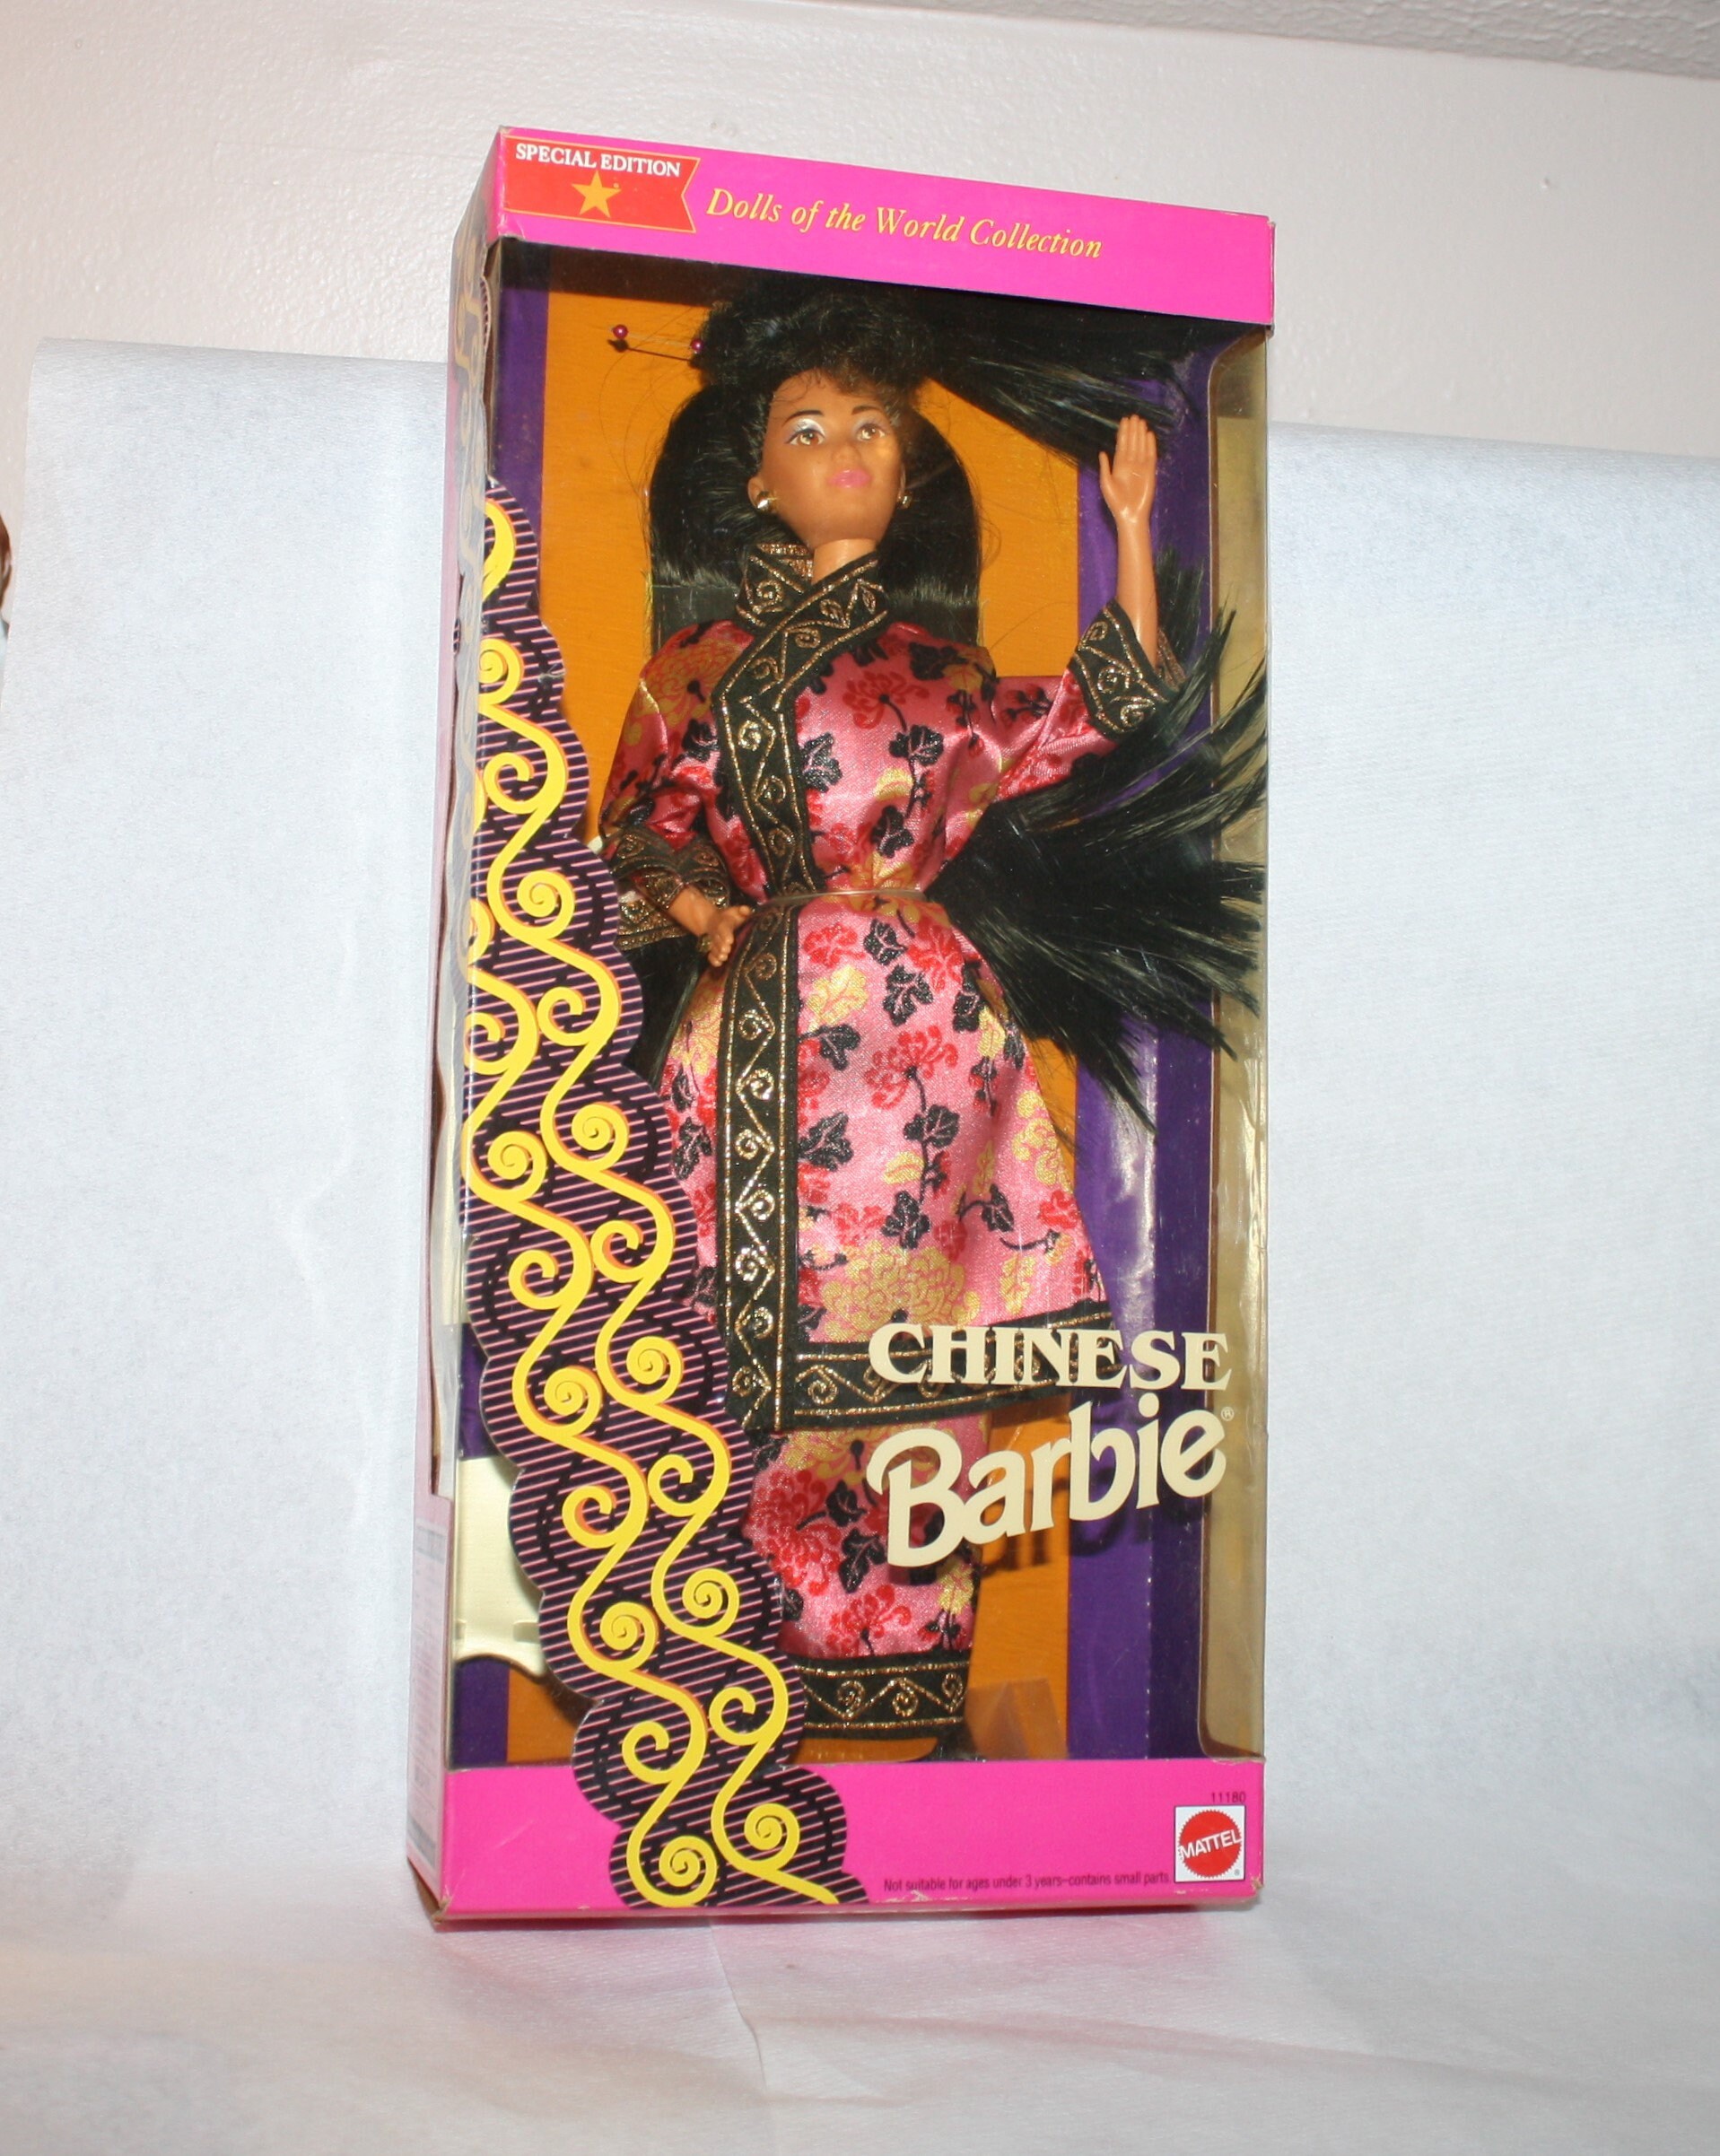 SPECIAL EDITION
Dolls of the World Collection
CHINESE
Barbie®
11180
MATTEL®
Not suitable for ages under 3 years–contains small parts.